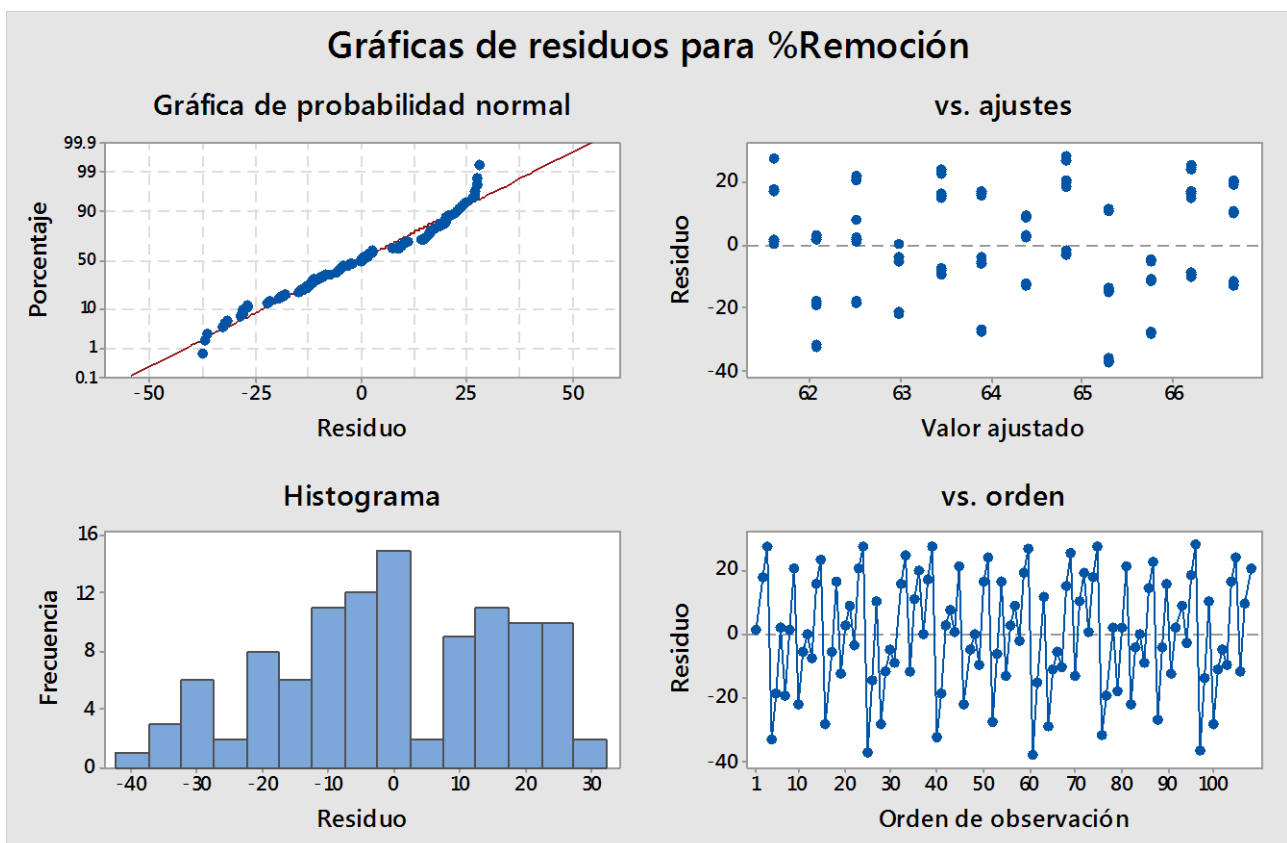 Gráficas de residuos para %Remoción
Gráfica de probabilidad normal
99.9
99
90
50
10
1
0.1
Porcentaje
-50 -25 0 25 50
Residuo
vs. ajustes
20
0
-20
-40
Residuo
62 63 64 65 66
Valor ajustado
Histograma
16
12
8
4
0
Frecuencia
-40 -30 -20 -10 0 10 20 30
Residuo
vs. orden
20
0
-20
-40
Residuo
1 10 20 30 40 50 60 70 80 90 100
Orden de observación